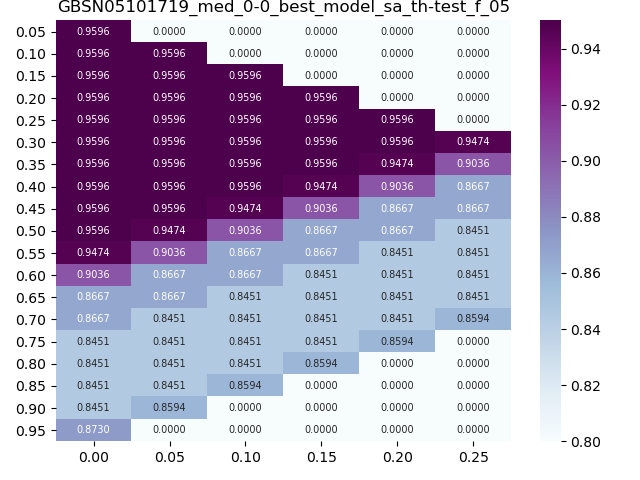 GBSN05101719_med_0-0_best_model_sa_th-test_f_05
0.05 0.9596 0.0000 0.0000 0.0000 0.0000 0.0000
0.10 0.9596 0.9596 0.0000 0.0000 0.0000 0.0000
0.15 0.9596 0.9596 0.9596 0.0000 0.0000 0.0000
0.20 0.9596 0.9596 0.9596 0.9596 0.0000 0.0000
0.25 0.9596 0.9596 0.9596 0.9596 0.9596 0.0000
0.30 0.9596 0.9596 0.9596 0.9596 0.9596 0.9474
0.35 0.9596 0.9596 0.9596 0.9596 0.9474 0.9036
0.40 0.9596 0.9596 0.9596 0.9474 0.9036 0.8667
0.45 0.9596 0.9596 0.9474 0.9036 0.8667 0.8667
0.50 0.9596 0.9474 0.9036 0.8667 0.8667 0.8451
0.55 0.9474 0.9036 0.8667 0.8667 0.8451 0.8451
0.60 0.9036 0.8667 0.8667 0.8451 0.8451 0.8451
0.65 0.8667 0.8667 0.8451 0.8451 0.8451 0.8451
0.70 0.8667 0.8451 0.8451 0.8451 0.8451 0.8594
0.75 0.8451 0.8451 0.8451 0.8451 0.8594 0.0000
0.80 0.8451 0.8451 0.8451 0.8594 0.0000 0.0000
0.85 0.8451 0.8451 0.8594 0.0000 0.0000 0.0000
0.90 0.8451 0.8594 0.0000 0.0000 0.0000 0.0000
0.95 0.8730 0.0000 0.0000 0.0000 0.0000 0.0000
0.00 0.05 0.10 0.15 0.20 0.25
0.94
0.92
0.90
0.88
0.86
0.84
0.82
0.80